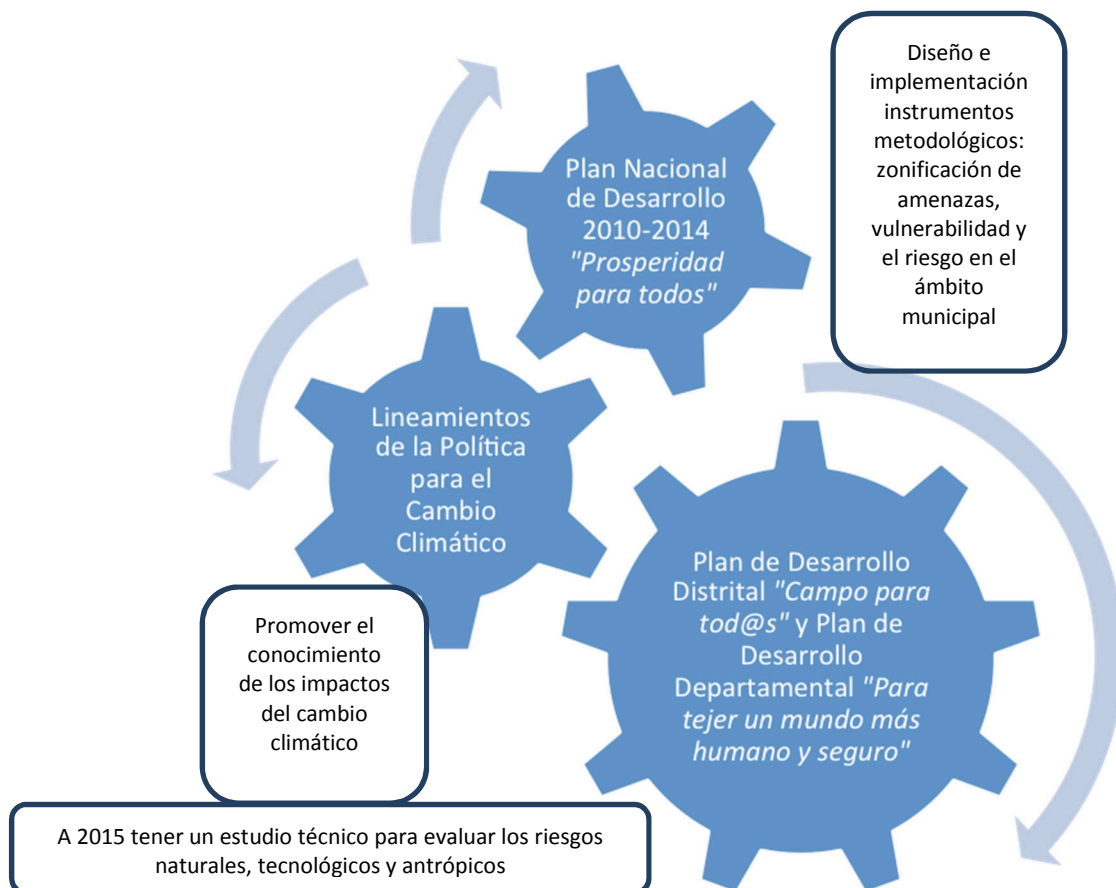 Diseño e
implementación
instrumentos
metodológicos:
zonificación de
amenazas,
vulnerabilidad y
el riesgo en el
ámbito
municipal
Plan Nacional
de Desarrollo
2010-2014
"Prosperidad
para todos"
Lineamientos
de la Política
para el
Cambio
Climático
Plan de Desarrollo
Distrital "Campo para
tod@s" y Plan de
Desarrollo
Departamental "Para
tejer un mundo más
humano y seguro"
Promover el
conocimiento
de los impactos
del cambio
climático
A 2015 tener un estudio técnico para evaluar los riesgos
naturales, tecnológicos y antrópicos